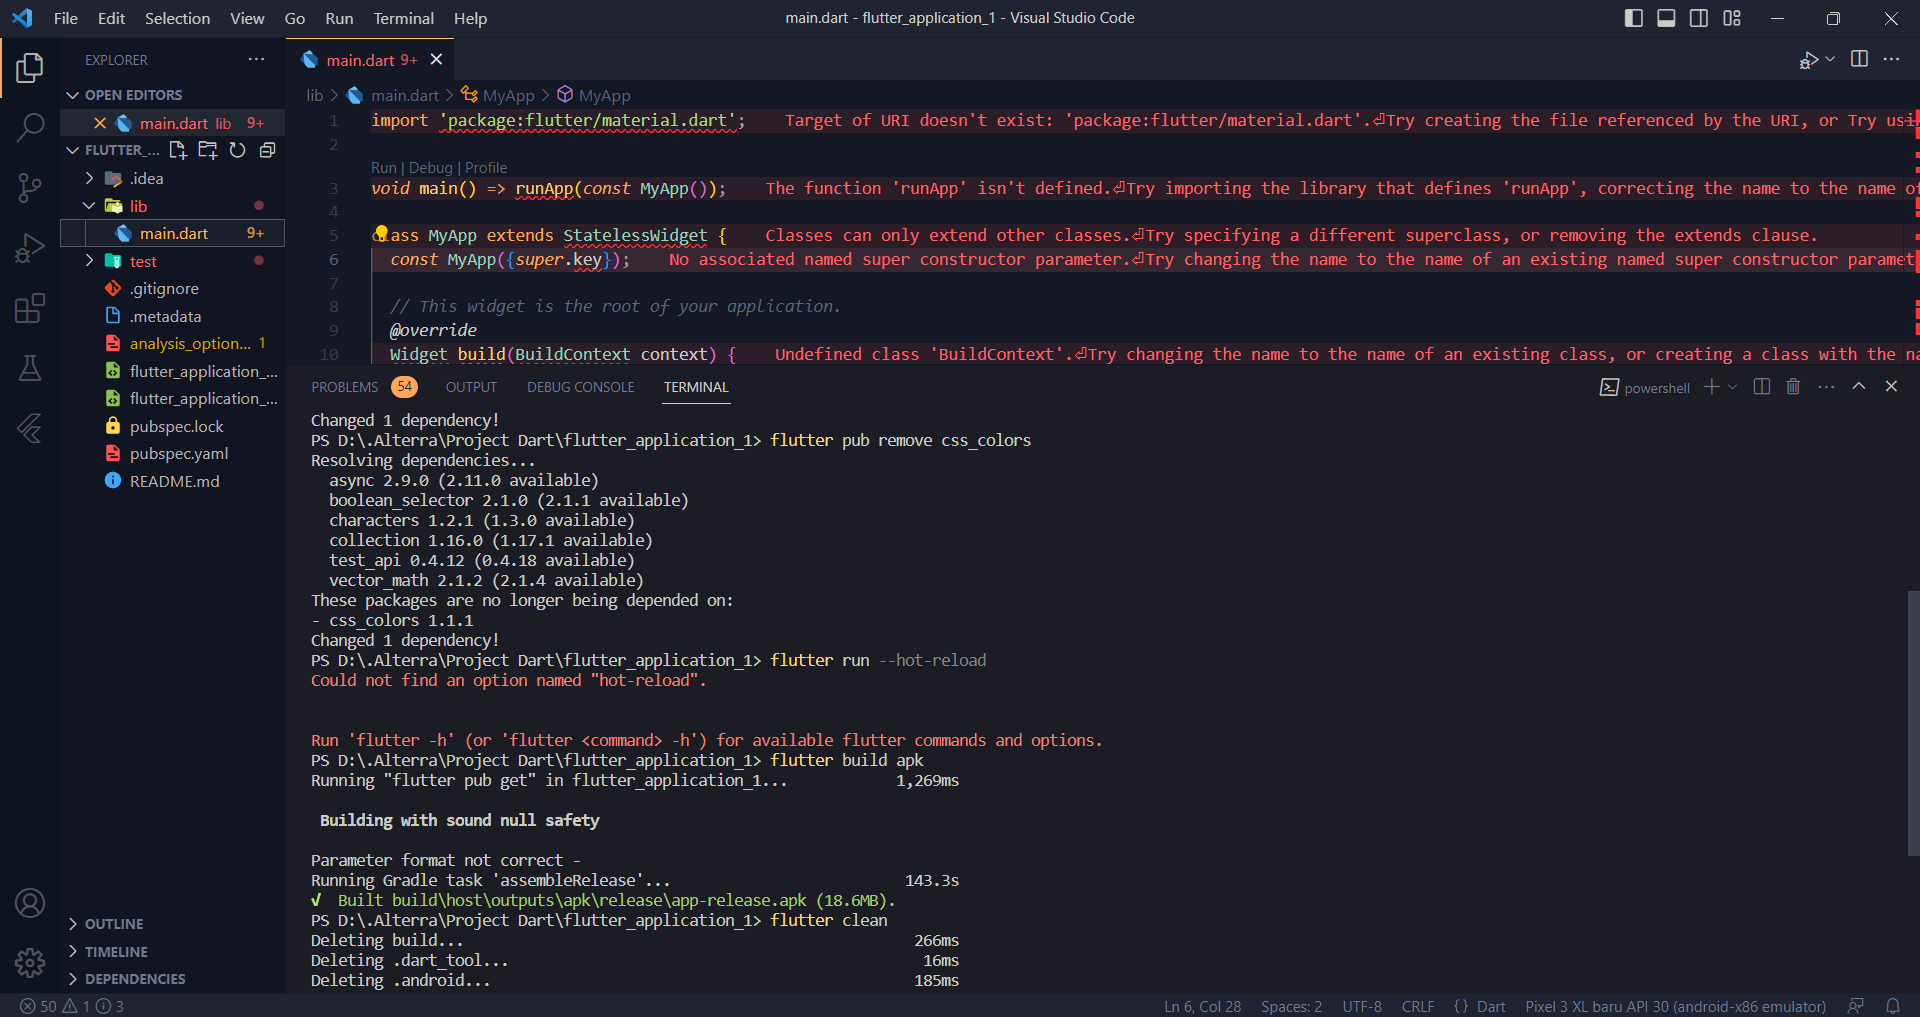 File Edit Selection View Go Run Terminal Help
main.dart - flutter_application_1 - Visual Studio Code
EXPLORER
OPEN EDITORS
main.dart lib 9+
FLUTTER_...
.idea
lib
main.dart 9+
test
.gitignore
.metadata
analysis_option... 1
flutter_application_...
flutter_application_...
pubspec.lock
pubspec.yaml
README.md
OUTLINE
TIMELINE
DEPENDENCIES
main.dart 9+
lib > main.dart > MyApp > MyApp
1 import 'package:flutter/material.dart'; Target of URI doesn't exist: 'package:flutter/material.dart'.⏎Try creating the file referenced by the URI, or Try usi
2
Run | Debug | Profile
3 void main() => runApp(const MyApp()); The function 'runApp' isn't defined.⏎Try importing the library that defines 'runApp', correcting the name to the name of
4
5 class MyApp extends StatelessWidget { Classes can only extend other classes.⏎Try specifying a different superclass, or removing the extends clause.
6 const MyApp({super.key}); No associated named super constructor parameter.⏎Try changing the name to the name of an existing named super constructor paramet
7
8 // This widget is the root of your application.
9 @override
10 Widget build(BuildContext context) { Undefined class 'BuildContext'.⏎Try changing the name to the name of an existing class, or creating a class with the na
PROBLEMS 54 OUTPUT DEBUG CONSOLE TERMINAL
powershell
Changed 1 dependency!
PS D:\.Alterra\Project Dart\flutter_application_1> flutter pub remove css_colors
Resolving dependencies...
async 2.9.0 (2.11.0 available)
boolean_selector 2.1.0 (2.1.1 available)
characters 1.2.1 (1.3.0 available)
collection 1.16.0 (1.17.1 available)
test_api 0.4.12 (0.4.18 available)
vector_math 2.1.2 (2.1.4 available)
These packages are no longer being depended on:
- css_colors 1.1.1
Changed 1 dependency!
PS D:\.Alterra\Project Dart\flutter_application_1> flutter run --hot-reload
Could not find an option named "hot-reload".
Run 'flutter -h' (or 'flutter <command> -h') for available flutter commands and options.
PS D:\.Alterra\Project Dart\flutter_application_1> flutter build apk
Running "flutter pub get" in flutter_application_1... 1,269ms
Building with sound null safety
Parameter format not correct -
Running Gradle task 'assembleRelease'... 143.3s
√ Built build\host\outputs\apk\release\app-release.apk (18.6MB).
PS D:\.Alterra\Project Dart\flutter_application_1> flutter clean
Deleting build... 266ms
Deleting .dart_tool... 16ms
Deleting .android... 185ms
50 1 3
Ln 6, Col 28 Spaces: 2 UTF-8 CRLF {} Dart Pixel 3 XL baru API 30 (android-x86 emulator)